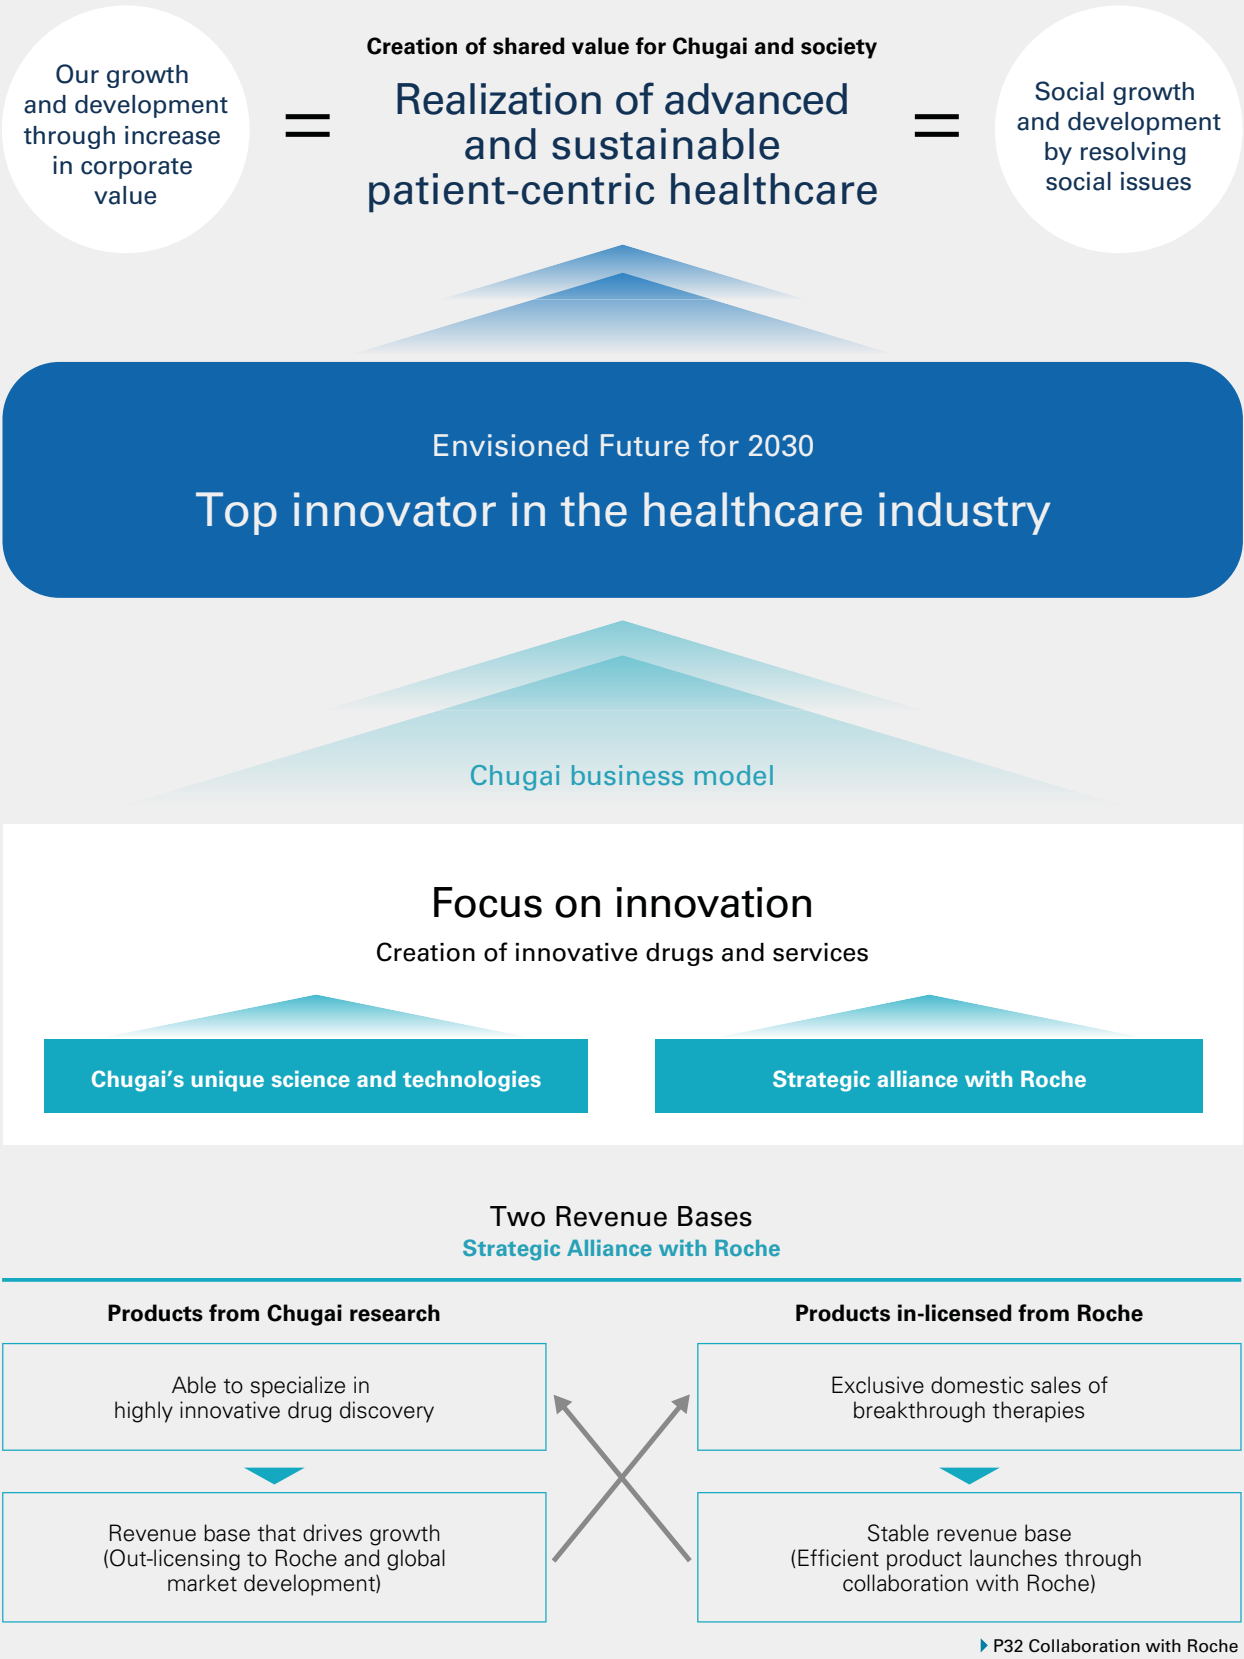 Our growth
and development
through increase
in corporate
value
=
Creation of shared value for Chugai and society
Realization of advanced
and sustainable
patient-centric healthcare
=
Social growth
and development
by resolving
social issues
Envisioned Future for 2030
Top innovator in the healthcare industry
Chugai business model
Focus on innovation
Creation of innovative drugs and services
Chugai’s unique science and technologies
Strategic alliance with Roche
Two Revenue Bases
Strategic Alliance with Roche
Products from Chugai research
Able to specialize in
highly innovative drug discovery
Revenue base that drives growth
(Out-licensing to Roche and global
market development)
Products in-licensed from Roche
Exclusive domestic sales of
breakthrough therapies
Stable revenue base
(Efficient product launches through
collaboration with Roche)
P32 Collaboration with Roche